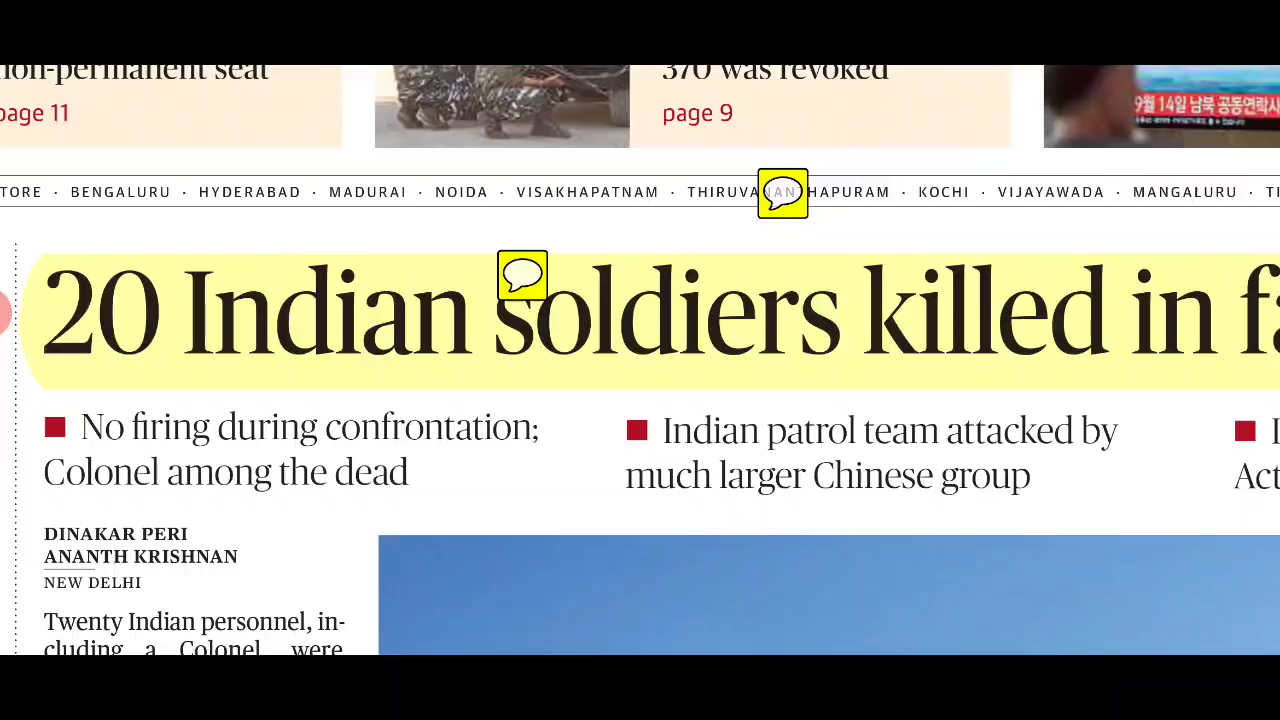 non-permanent seat
page 11
370 was revoked
page 9
9월 14일 남북 공동연락사
TORE · BENGALURU · HYDERABAD · MADURAI · NOIDA · VISAKHAPATNAM · THIRUVANANTHAPURAM · KOCHI · VIJAYAWADA · MANGALURU · TI
20 Indian soldiers killed in fa
■ No firing during confrontation;
Colonel among the dead
■ Indian patrol team attacked by
much larger Chinese group
Act
DINAKAR PERI
ANANTH KRISHNAN
NEW DELHI
Twenty Indian personnel, in-
cluding a Colonel, were